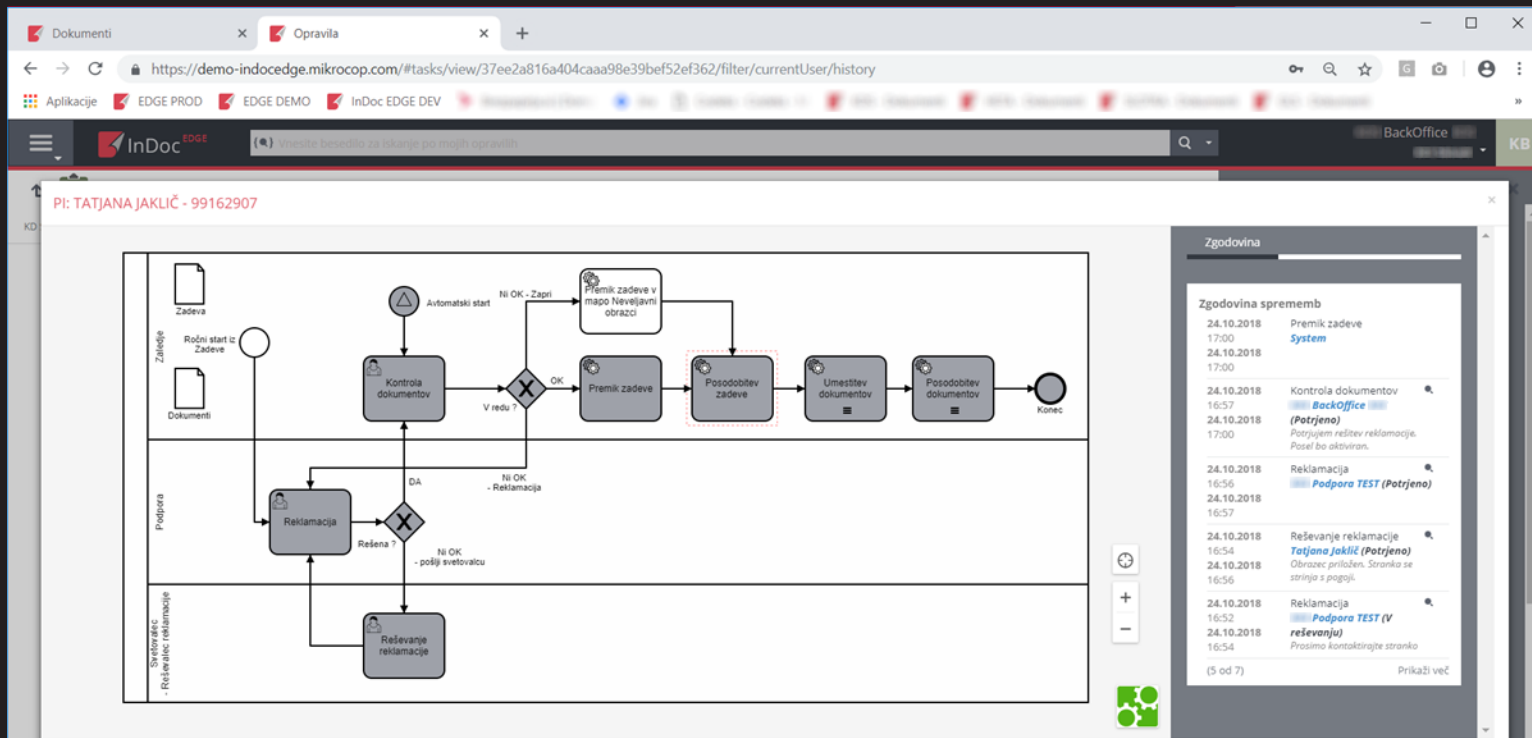 Dokumenti
Opravila
https://demo-indocedge.mikrocop.com/#tasks/view/37ee2a816a404caaa98e39bef52ef362/filter/currentUser/history
Aplikacije
EDGE PROD
EDGE DEMO
InDoc EDGE DEV
InDoc EDGE
Vnesite besedilo za iskanje po mojih opravilih
BackOffice
KB
KD
PI: TATJANA JAKLIČ - 99162907
Zaledje
Zadeva
Ročni start iz
Zadeve
Dokumenti
Avtomatski start
Kontrola
dokumentov
V redu ?
Ni OK - Zapri
Premik zadeve v
mapo Neveljavni
obrazci
OK
Premik zadeve
Posodobitev
zadeve
Umestitev
dokumentov
Posodobitev
dokumentov
Konec
Ni OK
- Reklamacija
Podpora
Reklamacija
Rešena ?
DA
Ni OK
- pošlji svetovalcu
Svetovalec
- Reševalec reklamacije
Reševanje
reklamacije
Zgodovina
Zgodovina sprememb
24.10.2018 Premik zadeve
17:00 System
24.10.2018
17:00
24.10.2018 Kontrola dokumentov
16:57 BackOffice
24.10.2018 (Potrjeno)
17:00 Potrjujem rešitev reklamacije.
Posel bo aktiviran.
24.10.2018 Reklamacija
16:56 Podpora TEST (Potrjeno)
24.10.2018
16:57
24.10.2018 Reševanje reklamacije
16:54 Tatjana Jaklič (Potrjeno)
24.10.2018 Obrazec priložen. Stranka se
16:56 strinja s pogoji.
24.10.2018 Reklamacija
16:52 Podpora TEST (V
24.10.2018 reševanju)
16:54 Prosimo kontaktirajte stranko
(5 od 7) Prikaži več